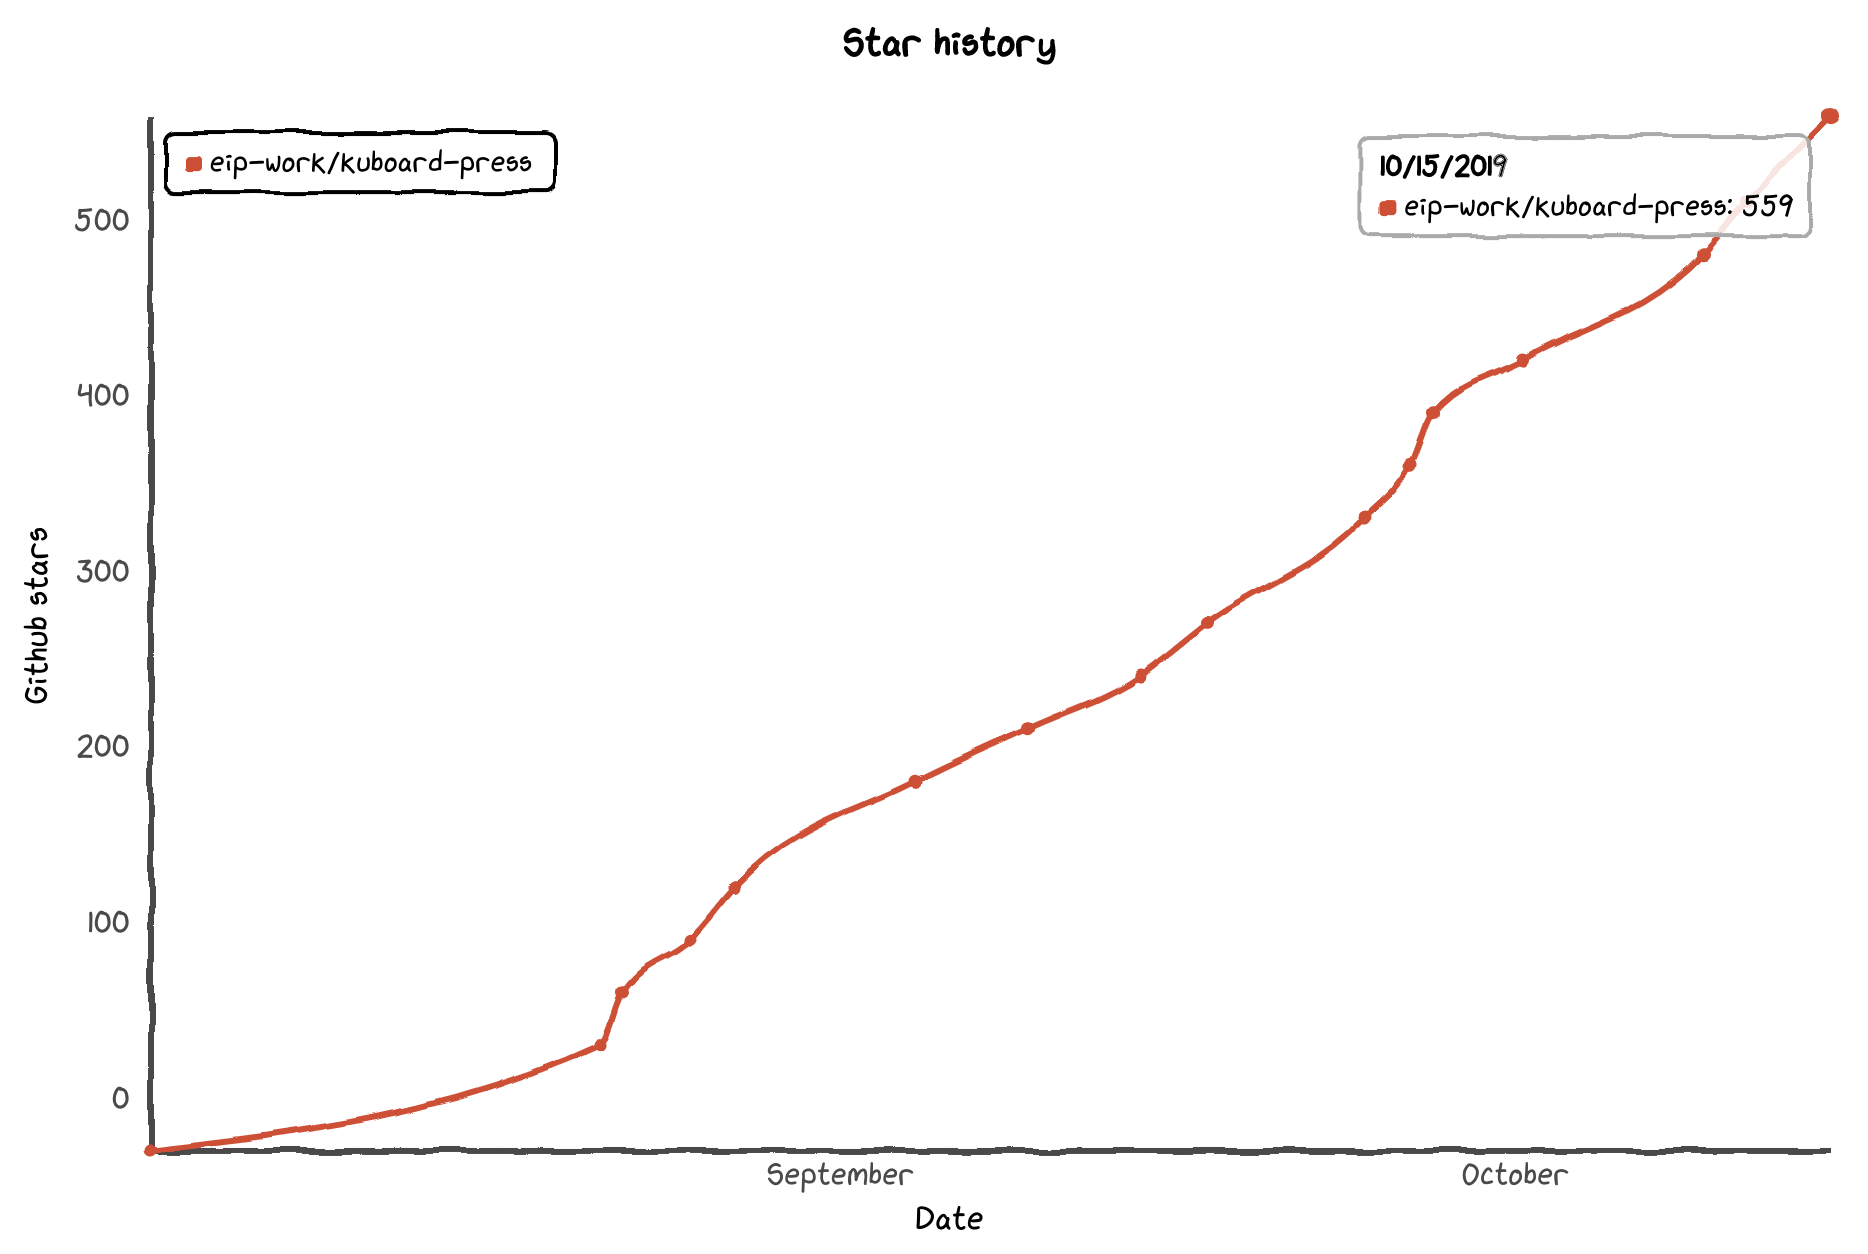 Star history
eip-work/kuboard-press
10/15/2019
eip-work/kuboard-press: 559
500
400
300
200
100
0
Github stars
September
October
Date